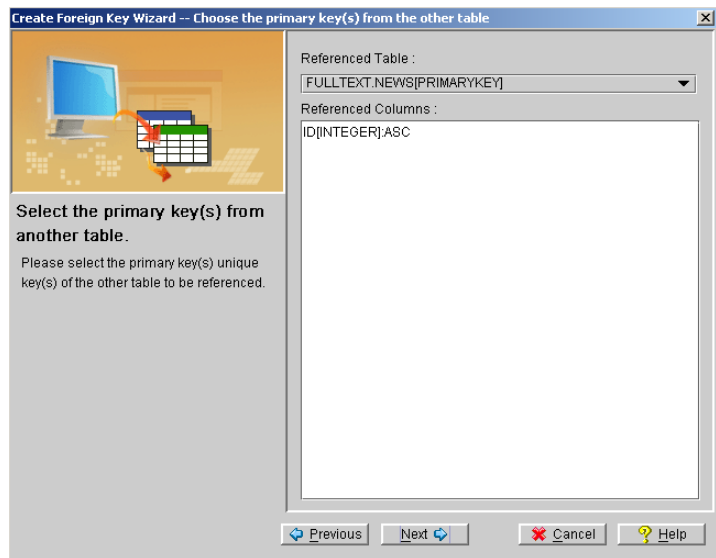 Create Foreign Key Wizard -- Choose the primary key(s) from the other table
Select the primary key(s) from
another table.
Please select the primary key(s) unique
key(s) of the other table to be referenced.
Referenced Table :
FULLTEXT.NEWS[PRIMARYKEY]
Referenced Columns :
ID[INTEGER]:ASC
Previous
Next
Cancel
Help